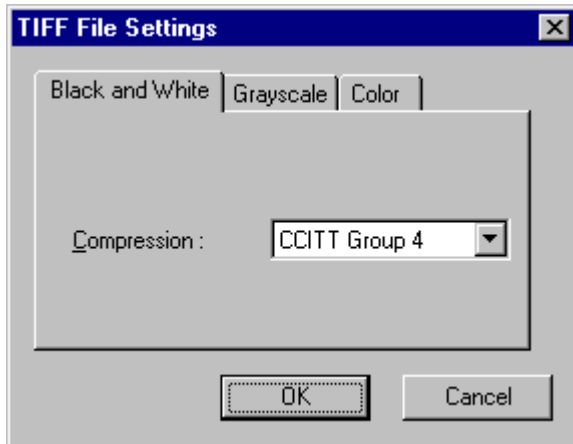 TIFF File Settings
Black and White Grayscale Color
Compression : CCITT Group 4
OK Cancel